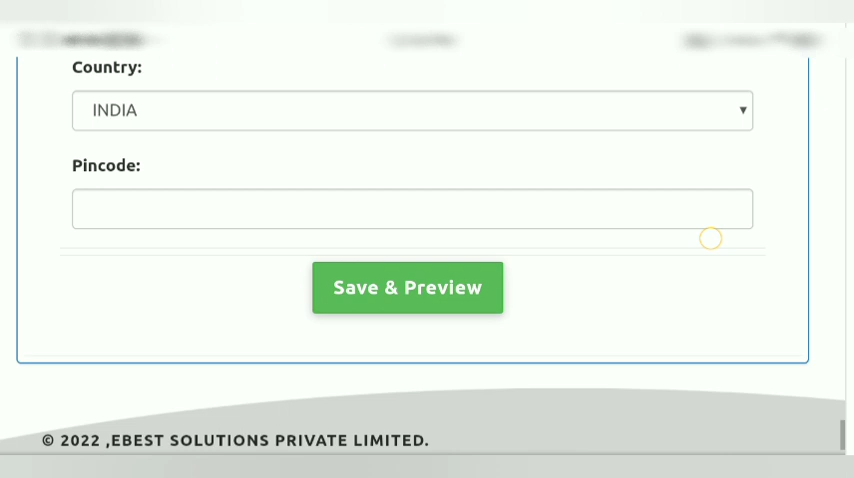 Country:
INDIA
Pincode:
Save & Preview
© 2022 ,EBEST SOLUTIONS PRIVATE LIMITED.